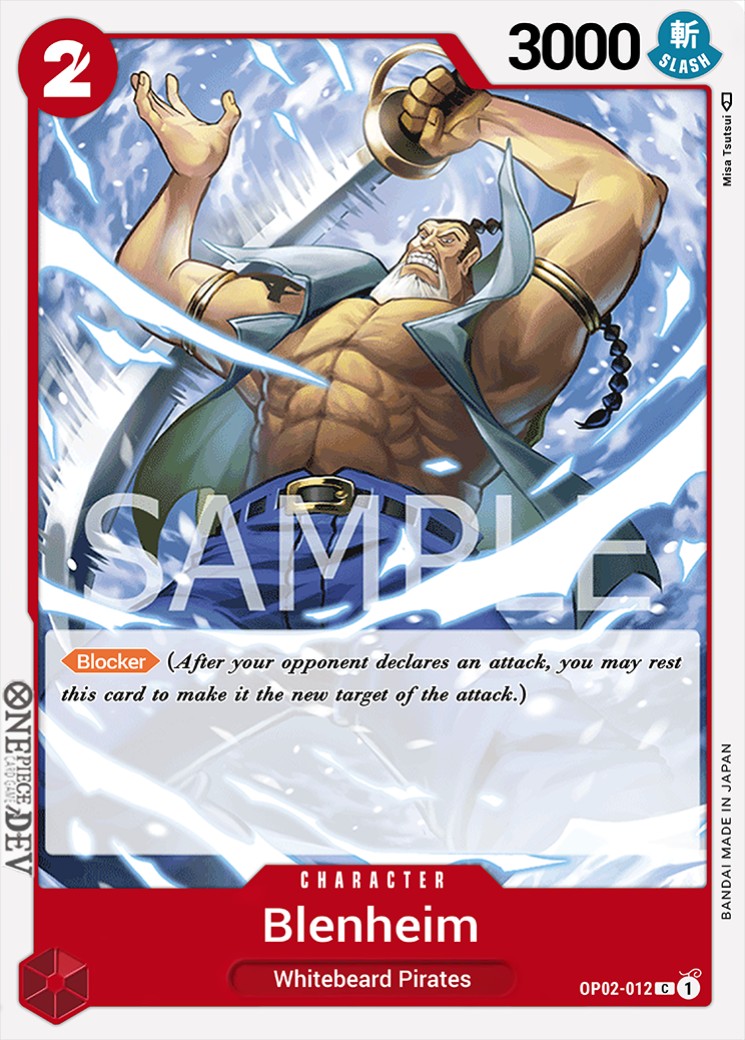 2
3000
斬
SLASH
Misa Tsutsui
SAMPLE
Blocker (After your opponent declares an attack, you may rest
this card to make it the new target of the attack.)
ONE PIECE
CARD GAME
DEV
BANDAI MADE IN JAPAN
CHARACTER
Blenheim
Whitebeard Pirates
OP02-012 C 1